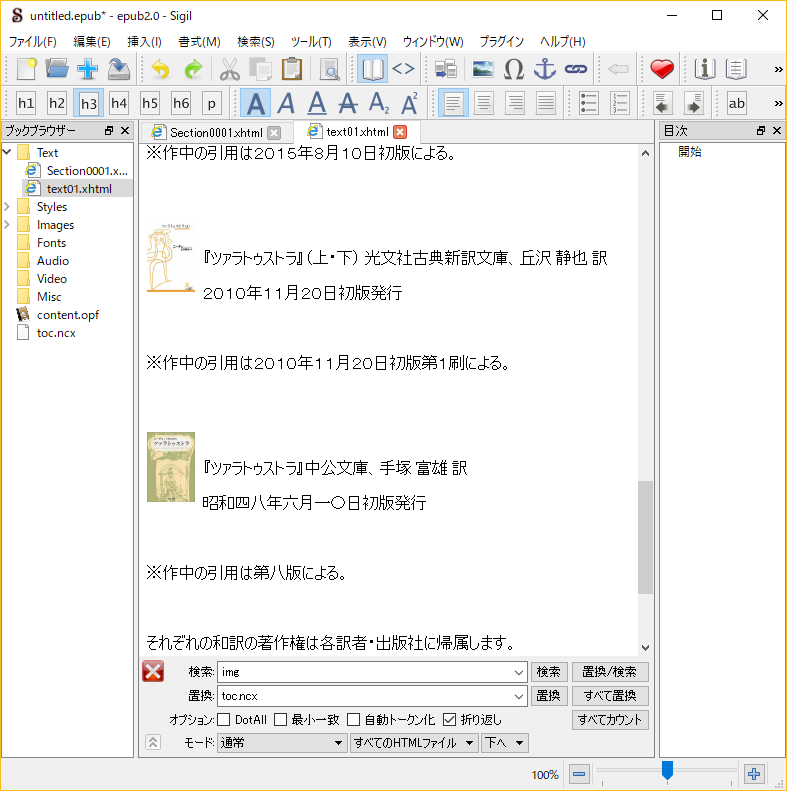 untitled.epub* - epub2.0 - Sigil
ファイル(F) 編集(E) 挿入(I) 書式(M) 検索(S) ツール(T) 表示(V) ウィンドウ(W) プラグイン ヘルプ(H)
h1 h2 h3 h4 h5 h6 p A A A A A₂ A² ab
ブックブラウザー
Section0001.xhtml text01.xhtml
目次
Text
Section0001.x...
text01.xhtml
Styles
Images
Fonts
Audio
Video
Misc
content.opf
toc.ncx
※作中の引用は2015年8月10日初版による。
『ツァラトゥストラ』（上・下） 光文社古典新訳文庫、丘沢 静也 訳
2010年11月20日初版発行
※作中の引用は2010年11月20日初版第1刷による。
ツァラトゥストラ
『ツァラトゥストラ』中公文庫、手塚 富雄 訳
昭和四八年六月一〇日初版発行
※作中の引用は第八版による。
それぞれの和訳の著作権は各訳者・出版社に帰属します。
開始
検索: img 検索 置換/検索
置換: toc.ncx 置換 すべて置換
オプション: DotAll 最小一致 自動トークン化 折り返し すべてカウント
モード: 通常 すべてのHTMLファイル 下へ
100%